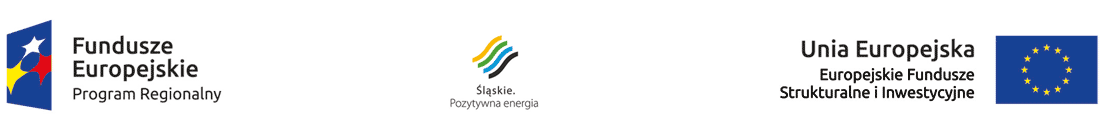 Fundusze
Europejskie
Program Regionalny
Śląskie.
Pozytywna energia
Unia Europejska
Europejskie Fundusze
Strukturalne i Inwestycyjne